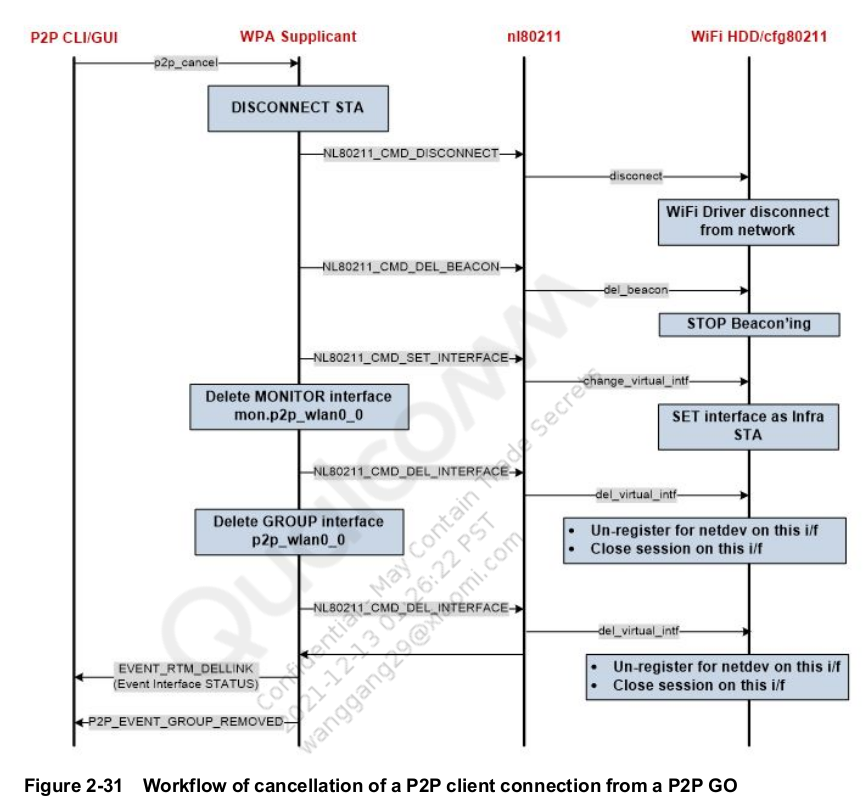 P2P CLI/GUI
WPA Supplicant
nl80211
WiFi HDD/cfg80211
p2p_cancel
DISCONNECT STA
NL80211_CMD_DISCONNECT
disconect
WiFi Driver disconnect
from network
NL80211_CMD_DEL_BEACON
del_beacon
STOP Beacon'ing
NL80211_CMD_SET_INTERFACE
change_virtual_intf
Delete MONITOR interface
mon.p2p_wlan0_0
SET interface as Infra
STA
NL80211_CMD_DEL_INTERFACE
del_virtual_intf
Delete GROUP interface
p2p_wlan0_0
• Un-register for netdev on this i/f
• Close session on this i/f
NL80211_CMD_DEL_INTERFACE
del_virtual_intf
EVENT_RTM_DELLINK
(Event Interface STATUS)
• Un-register for netdev on this i/f
• Close session on this i/f
P2P_EVENT_GROUP_REMOVED
Qualcomm
Confidential - May Contain Trade Secrets
2021-12-13 01:26:22 PST
wanggang29@xiaomi.com
Figure 2-31 Workflow of cancellation of a P2P client connection from a P2P GO